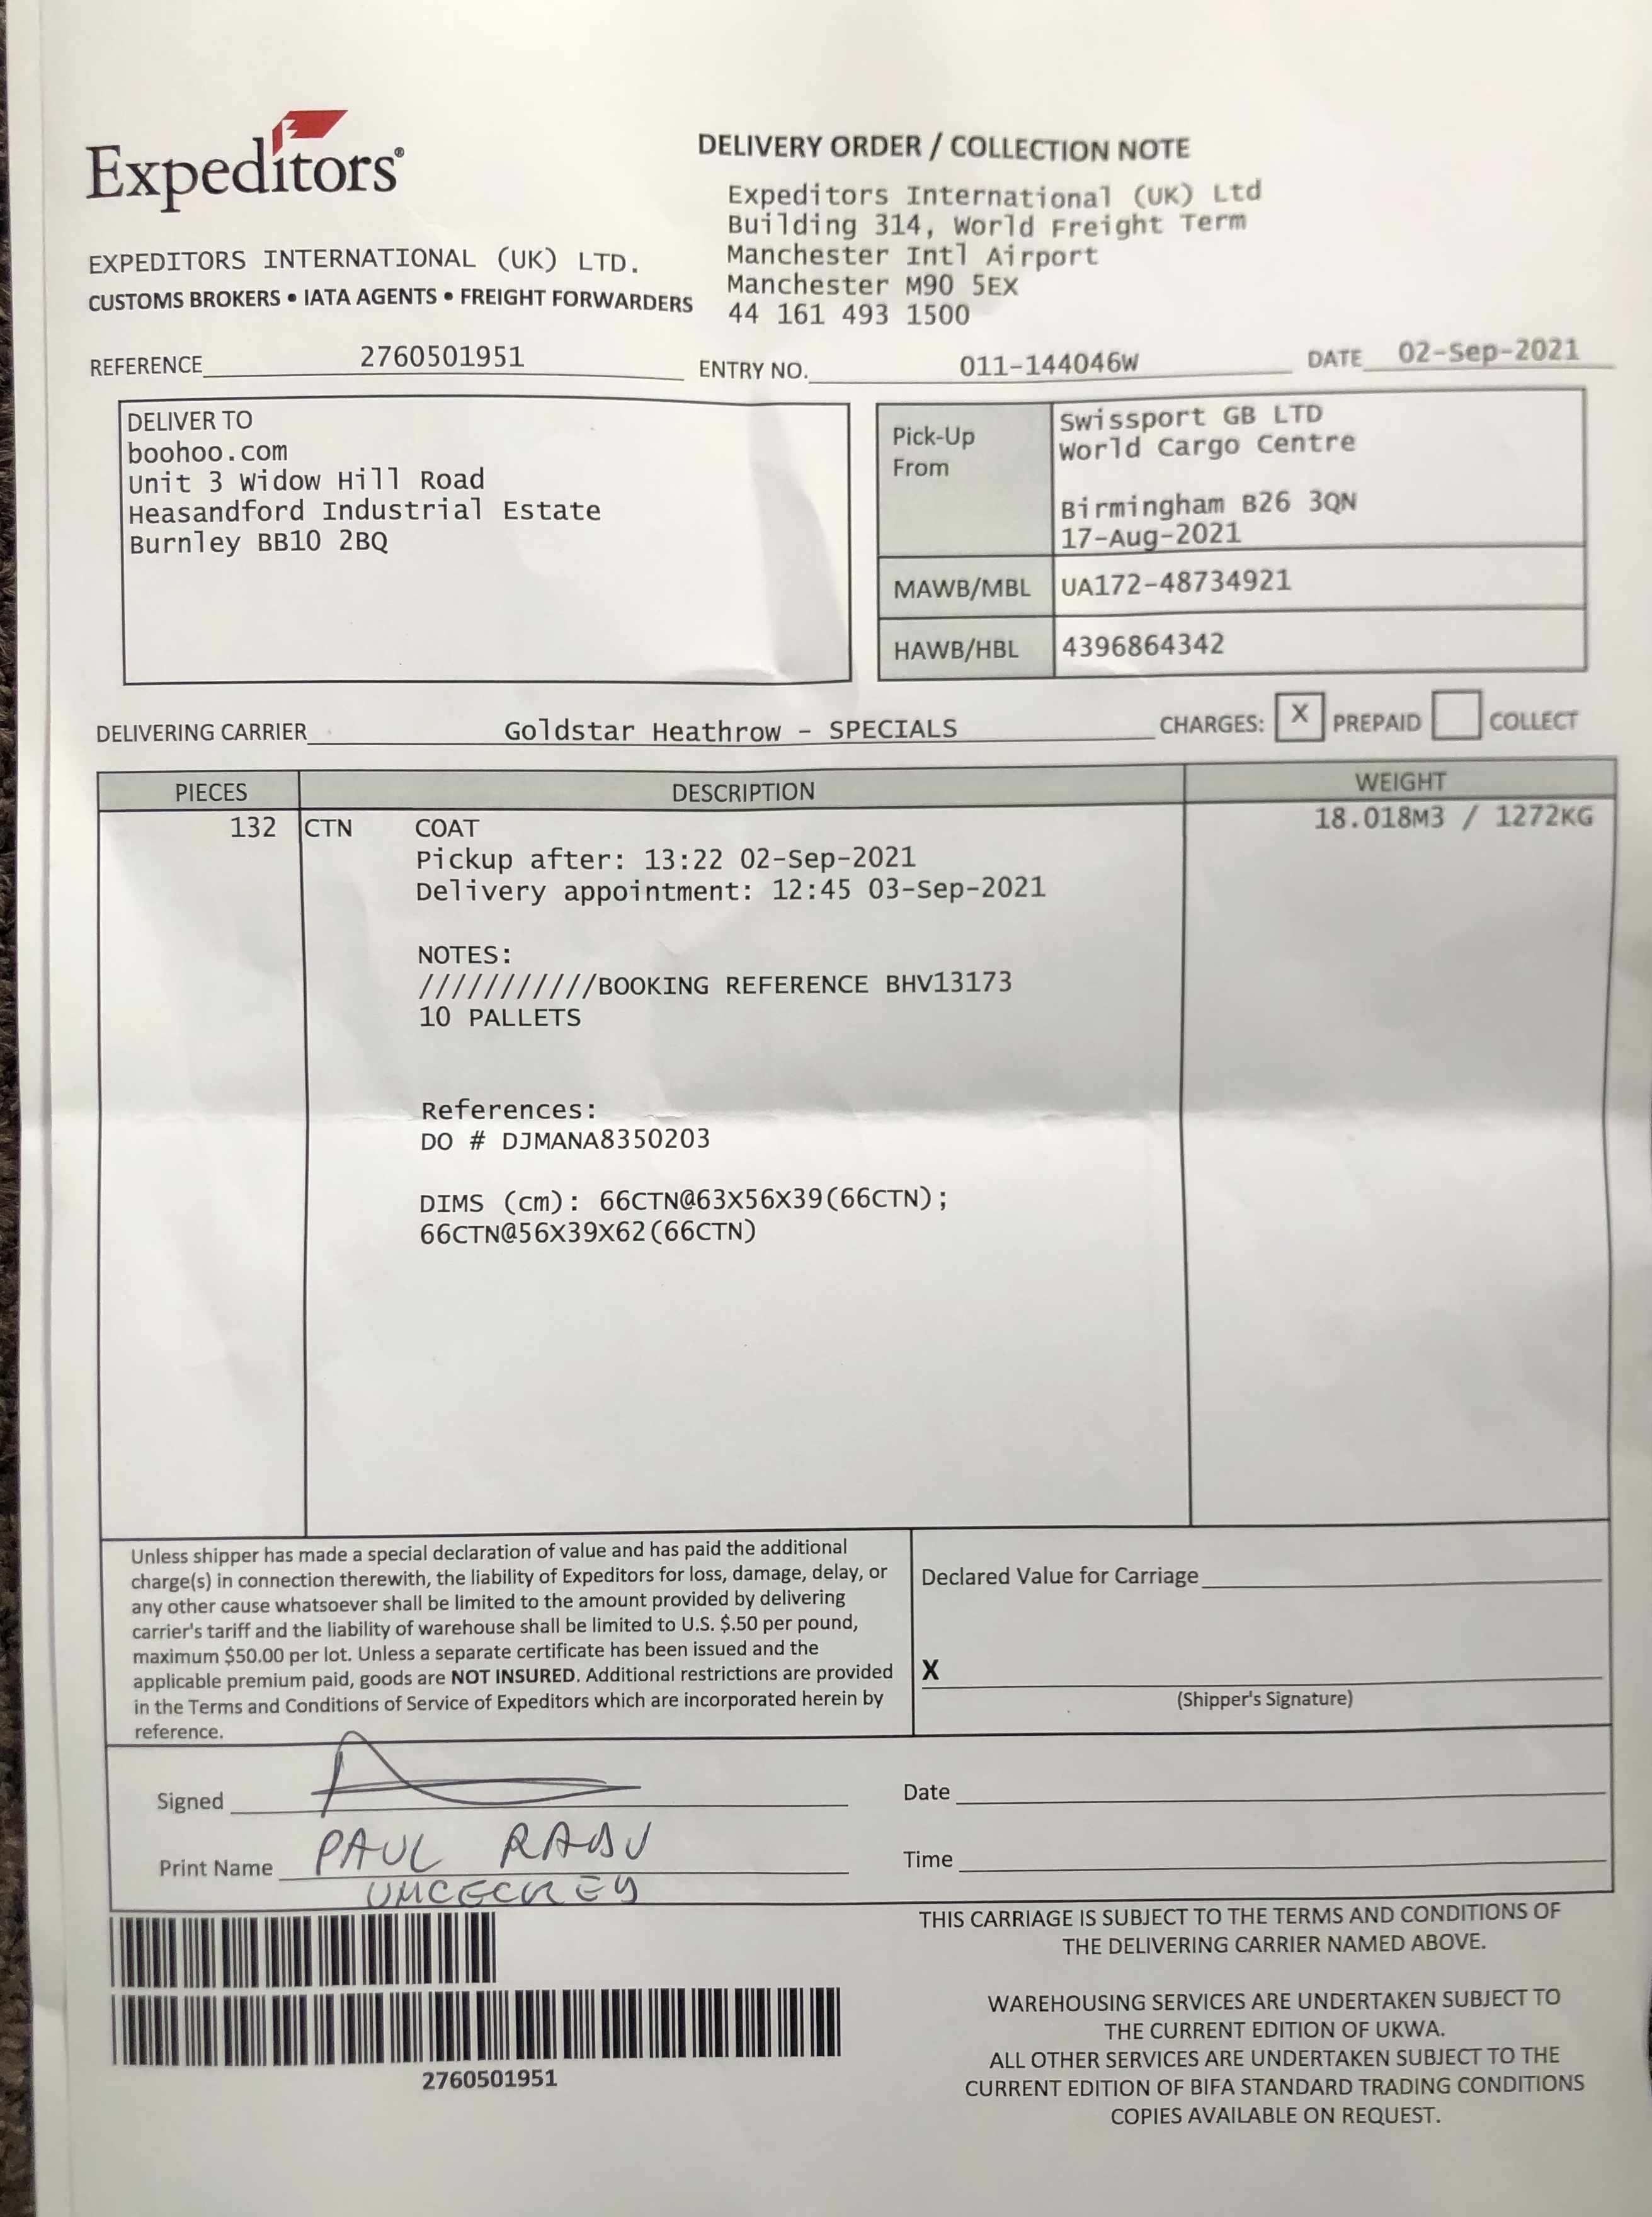 Expeditors®
EXPEDITORS INTERNATIONAL (UK) LTD.
CUSTOMS BROKERS • IATA AGENTS • FREIGHT FORWARDERS
DELIVERY ORDER / COLLECTION NOTE
Expeditors International (UK) Ltd
Building 314, World Freight Term
Manchester Intl Airport
Manchester M90 5EX
44 161 493 1500
REFERENCE 2760501951 ENTRY NO. 011-144046W DATE 02-Sep-2021
DELIVER TO
boohoo.com
Unit 3 Widow Hill Road
Heasandford Industrial Estate
Burnley BB10 2BQ
Pick-Up From
Swissport GB LTD
World Cargo Centre
Birmingham B26 3QN
17-Aug-2021
MAWB/MBL UA172-48734921
HAWB/HBL 4396864342
DELIVERING CARRIER Goldstar Heathrow - SPECIALS CHARGES: X PREPAID COLLECT
PIECES DESCRIPTION WEIGHT
132 CTN COAT 18.018M3 / 1272KG
Pickup after: 13:22 02-Sep-2021
Delivery appointment: 12:45 03-Sep-2021
NOTES:
///////////BOOKING REFERENCE BHV13173
10 PALLETS
References:
DO # DJMANA8350203
DIMS (cm): 66CTN@63X56X39(66CTN);
66CTN@56X39X62(66CTN)
Unless shipper has made a special declaration of value and has paid the additional
charge(s) in connection therewith, the liability of Expeditors for loss, damage, delay, or
any other cause whatsoever shall be limited to the amount provided by delivering
carrier's tariff and the liability of warehouse shall be limited to U.S. $.50 per pound,
maximum $50.00 per lot. Unless a separate certificate has been issued and the
applicable premium paid, goods are NOT INSURED. Additional restrictions are provided
in the Terms and Conditions of Service of Expeditors which are incorporated herein by
reference.
Declared Value for Carriage
X
(Shipper's Signature)
Signed
Date
Print Name PAUL RADU
Time
THIS CARRIAGE IS SUBJECT TO THE TERMS AND CONDITIONS OF
THE DELIVERING CARRIER NAMED ABOVE.
WAREHOUSING SERVICES ARE UNDERTAKEN SUBJECT TO
THE CURRENT EDITION OF UKWA.
ALL OTHER SERVICES ARE UNDERTAKEN SUBJECT TO THE
CURRENT EDITION OF BIFA STANDARD TRADING CONDITIONS
COPIES AVAILABLE ON REQUEST.
2760501951